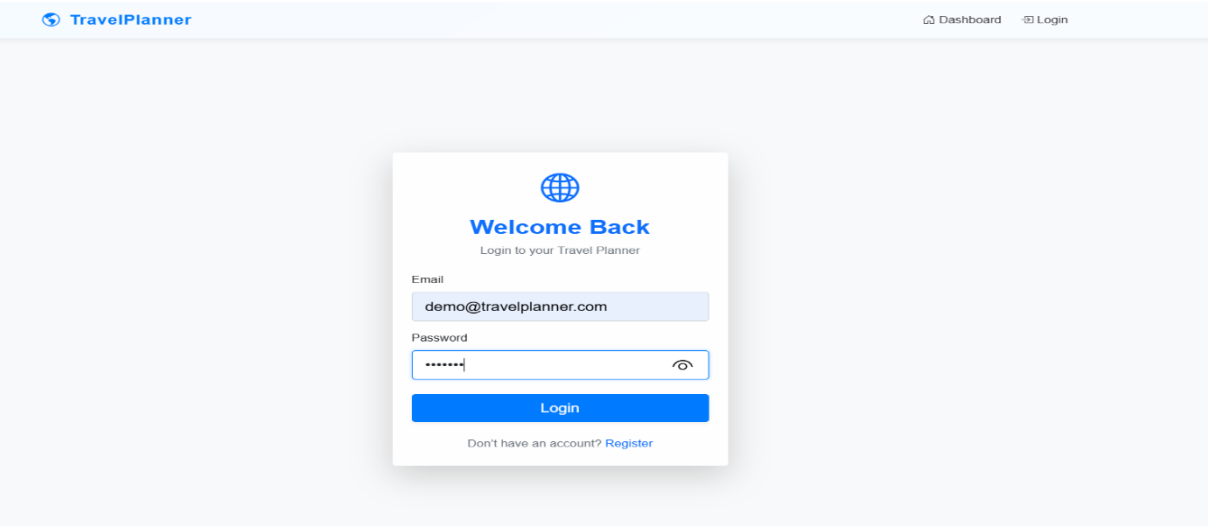 TravelPlanner
Dashboard Login
Welcome Back
Login to your Travel Planner
Email
demo@travelplanner.com
Password
•••••••
Login
Don't have an account? Register